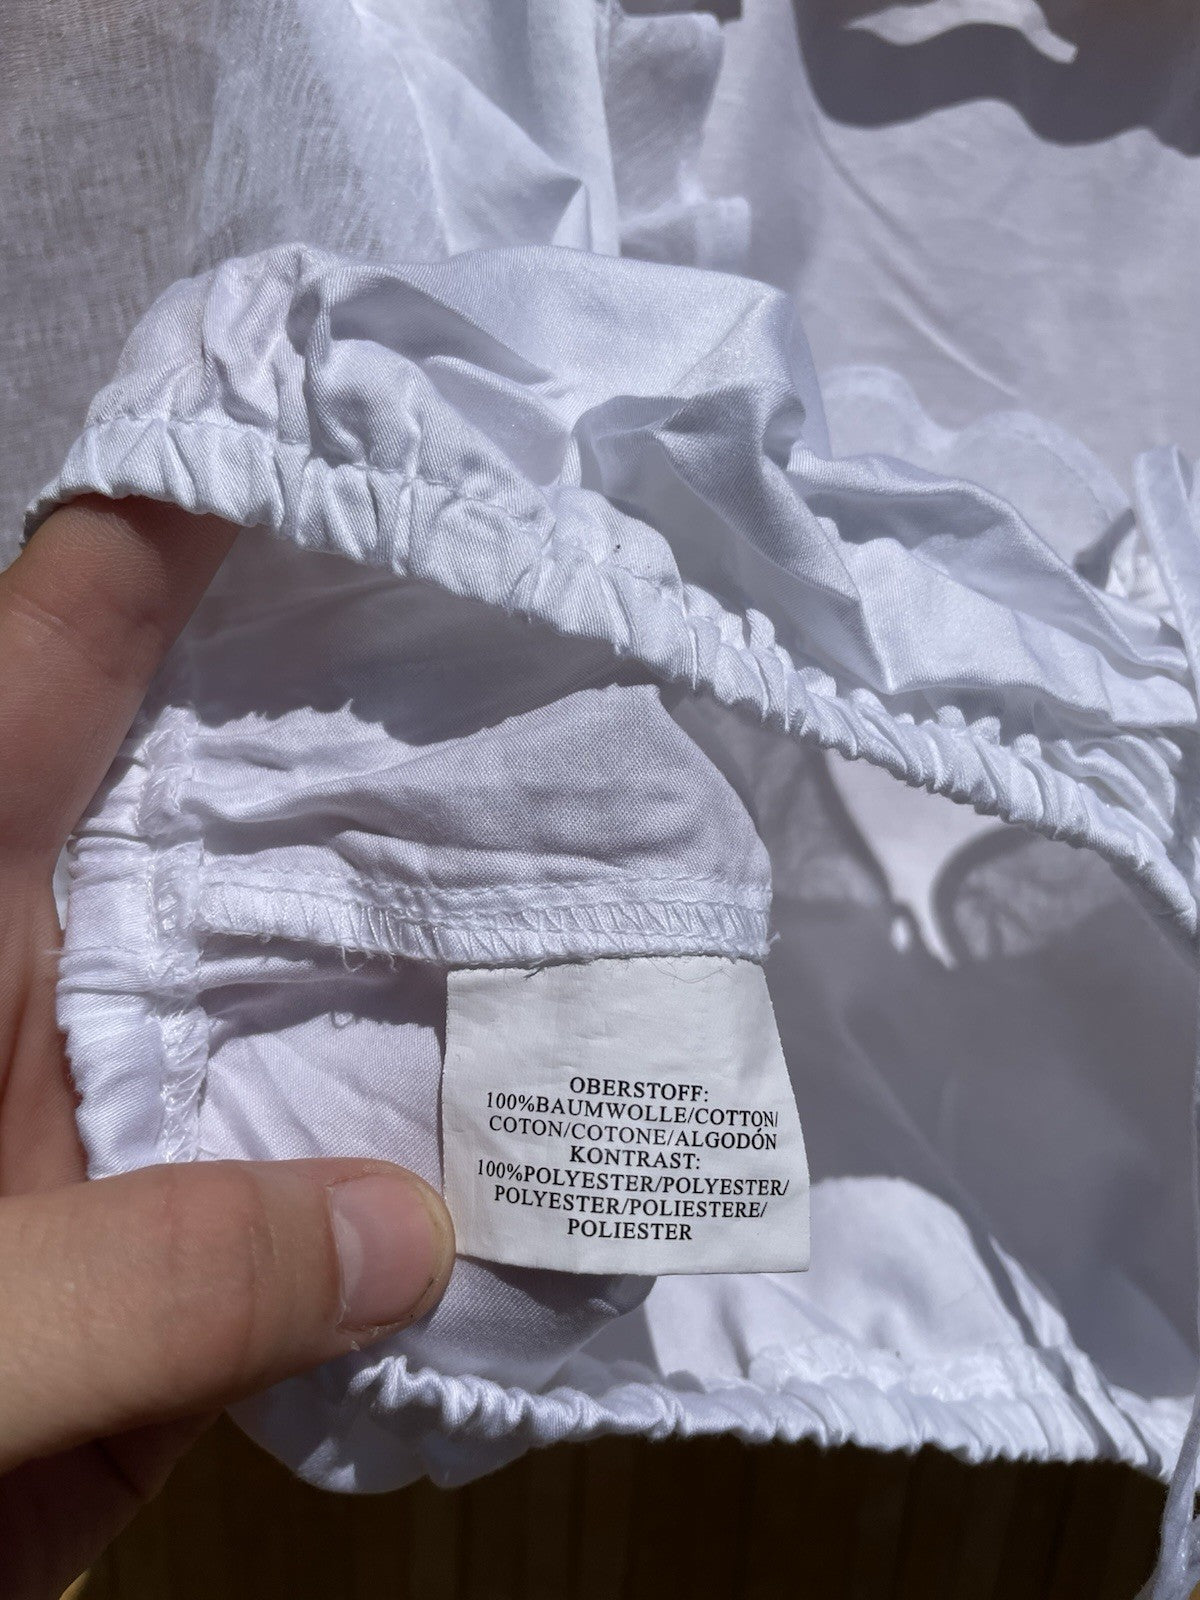 OBERSTOFF:
100%BAUMWOLLE/COTTON/
COTON/COTONE/ALGODÓN
KONTRAST:
100%POLYESTER/POLYESTER/
POLYESTER/POLIESTERE/
POLIESTER